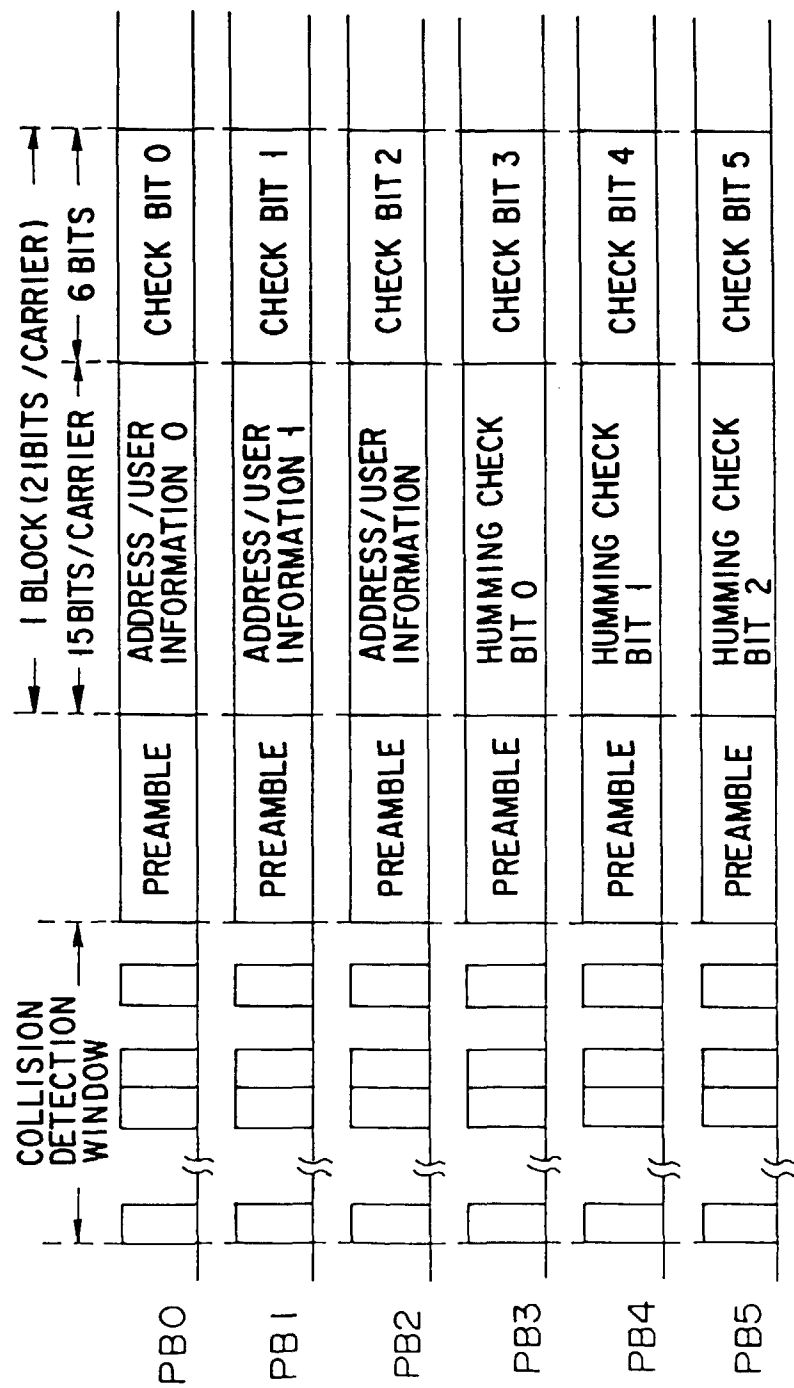 1 BLOCK (21BITS /CARRIER)
COLLISION
DETECTION
WINDOW
15BITS/CARRIER
6 BITS
PB0
PREAMBLE
ADDRESS /USER
INFORMATION 0
CHECK BIT 0
PB1
PREAMBLE
ADDRESS/USER
INFORMATION 1
CHECK BIT 1
PB2
PREAMBLE
ADDRESS/USER
INFORMATION
CHECK BIT 2
PB3
PREAMBLE
HUMMING CHECK
BIT 0
CHECK BIT 3
PB4
PREAMBLE
HUMMING CHECK
BIT 1
CHECK BIT 4
PB5
PREAMBLE
HUMMING CHECK
BIT 2
CHECK BIT 5